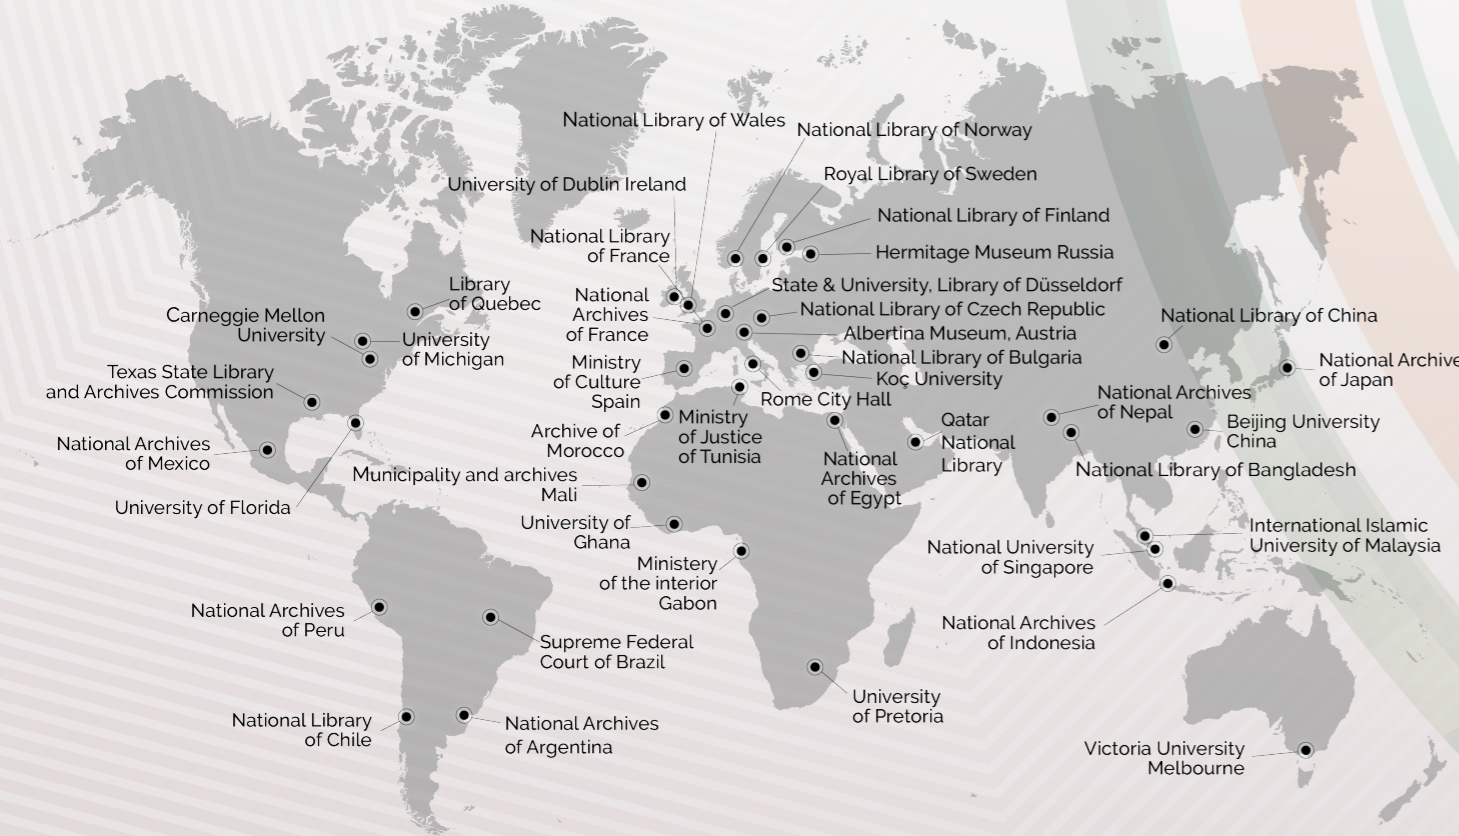 National Library of Wales
National Library of Norway
Royal Library of Sweden
University of Dublin Ireland
National Library of Finland
National Library
of France
Hermitage Museum Russia
State & University, Library of Düsseldorf
Library
of Quebec
National
Archives
of France
National Library of Czech Republic
Carneggie Mellon
University
National Library of China
Albertina Museum, Austria
University
of Michigan
National Library of Bulgaria
Ministry
of Culture
Spain
National Archive
of Japan
Texas State Library
and Archives Commission
Koç University
Rome City Hall
National Archives
of Nepal
Ministry
of Justice
of Tunisia
Qatar
National
Library
Beijing University
China
Archive of
Morocco
National Archives
of Mexico
National
Archives
of Egypt
National Library of Bangladesh
Municipality and archives
Mali
University of Florida
University of
Ghana
International Islamic
University of Malaysia
National University
of Singapore
Ministery
of the interior
Gabon
National Archives
of Peru
National Archives
of Indonesia
Supreme Federal
Court of Brazil
University
of Pretoria
National Library
of Chile
National Archives
of Argentina
Victoria University
Melbourne